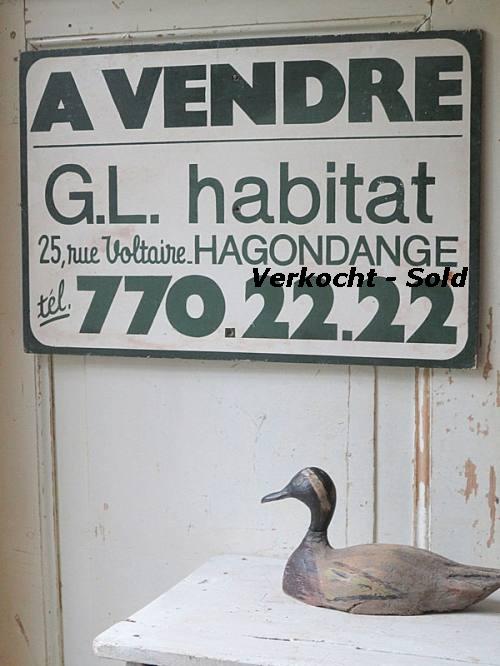 A VENDRE
G.L. habitat
25, rue Voltaire - HAGONDANGE
Verkocht - Sold
tél. 770.22.22